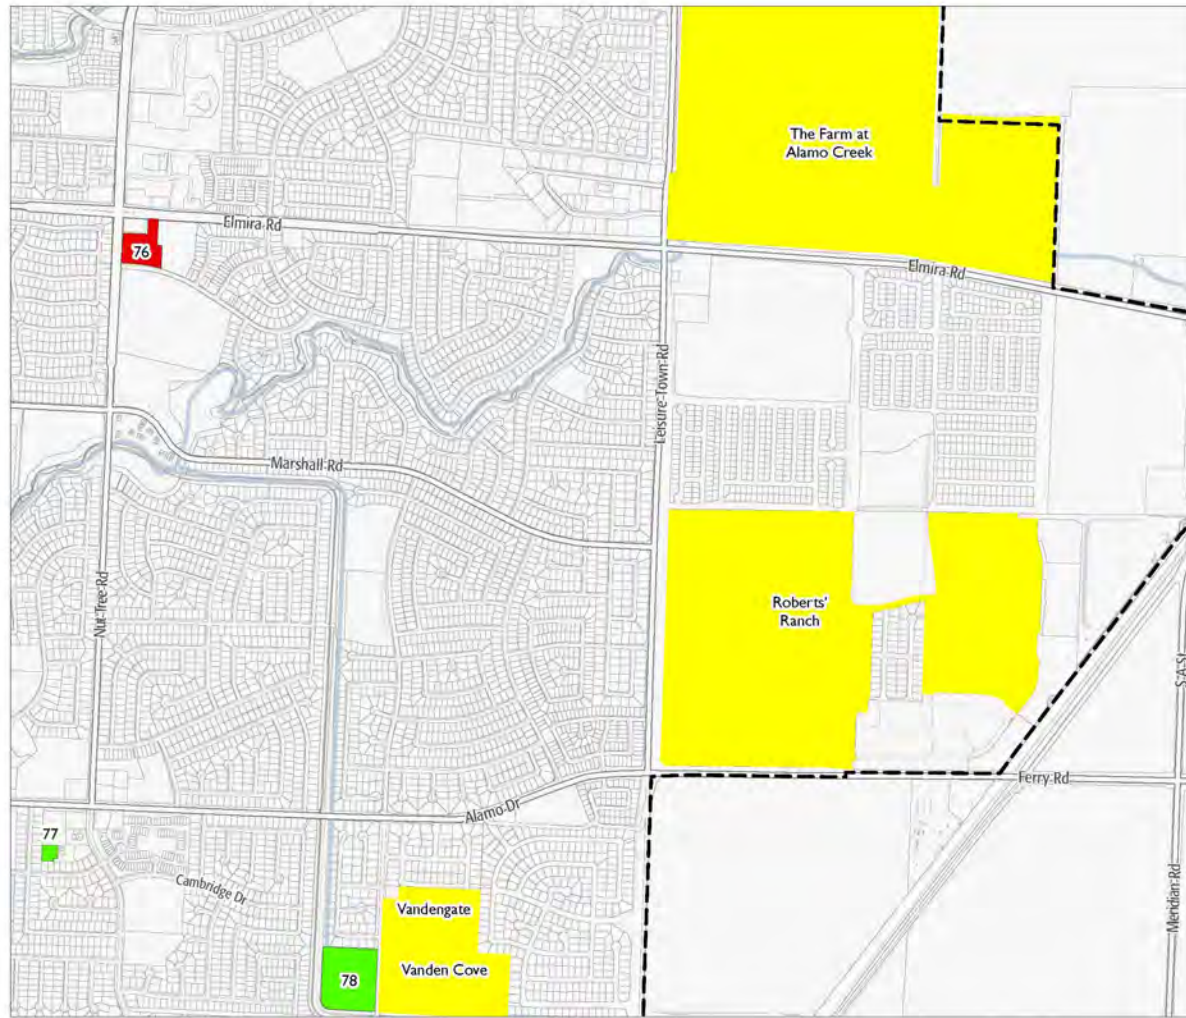 The Farm at
Alamo Creek
Elmira Rd
76
Elmira Rd
Leisure Town Rd
Marshall Rd
Nut Tree Rd
Roberts'
Ranch
S A St
Ferry Rd
Alamo Dr
77
Cambridge Dr
Meridian Rd
Vandengate
Vanden Cove
78